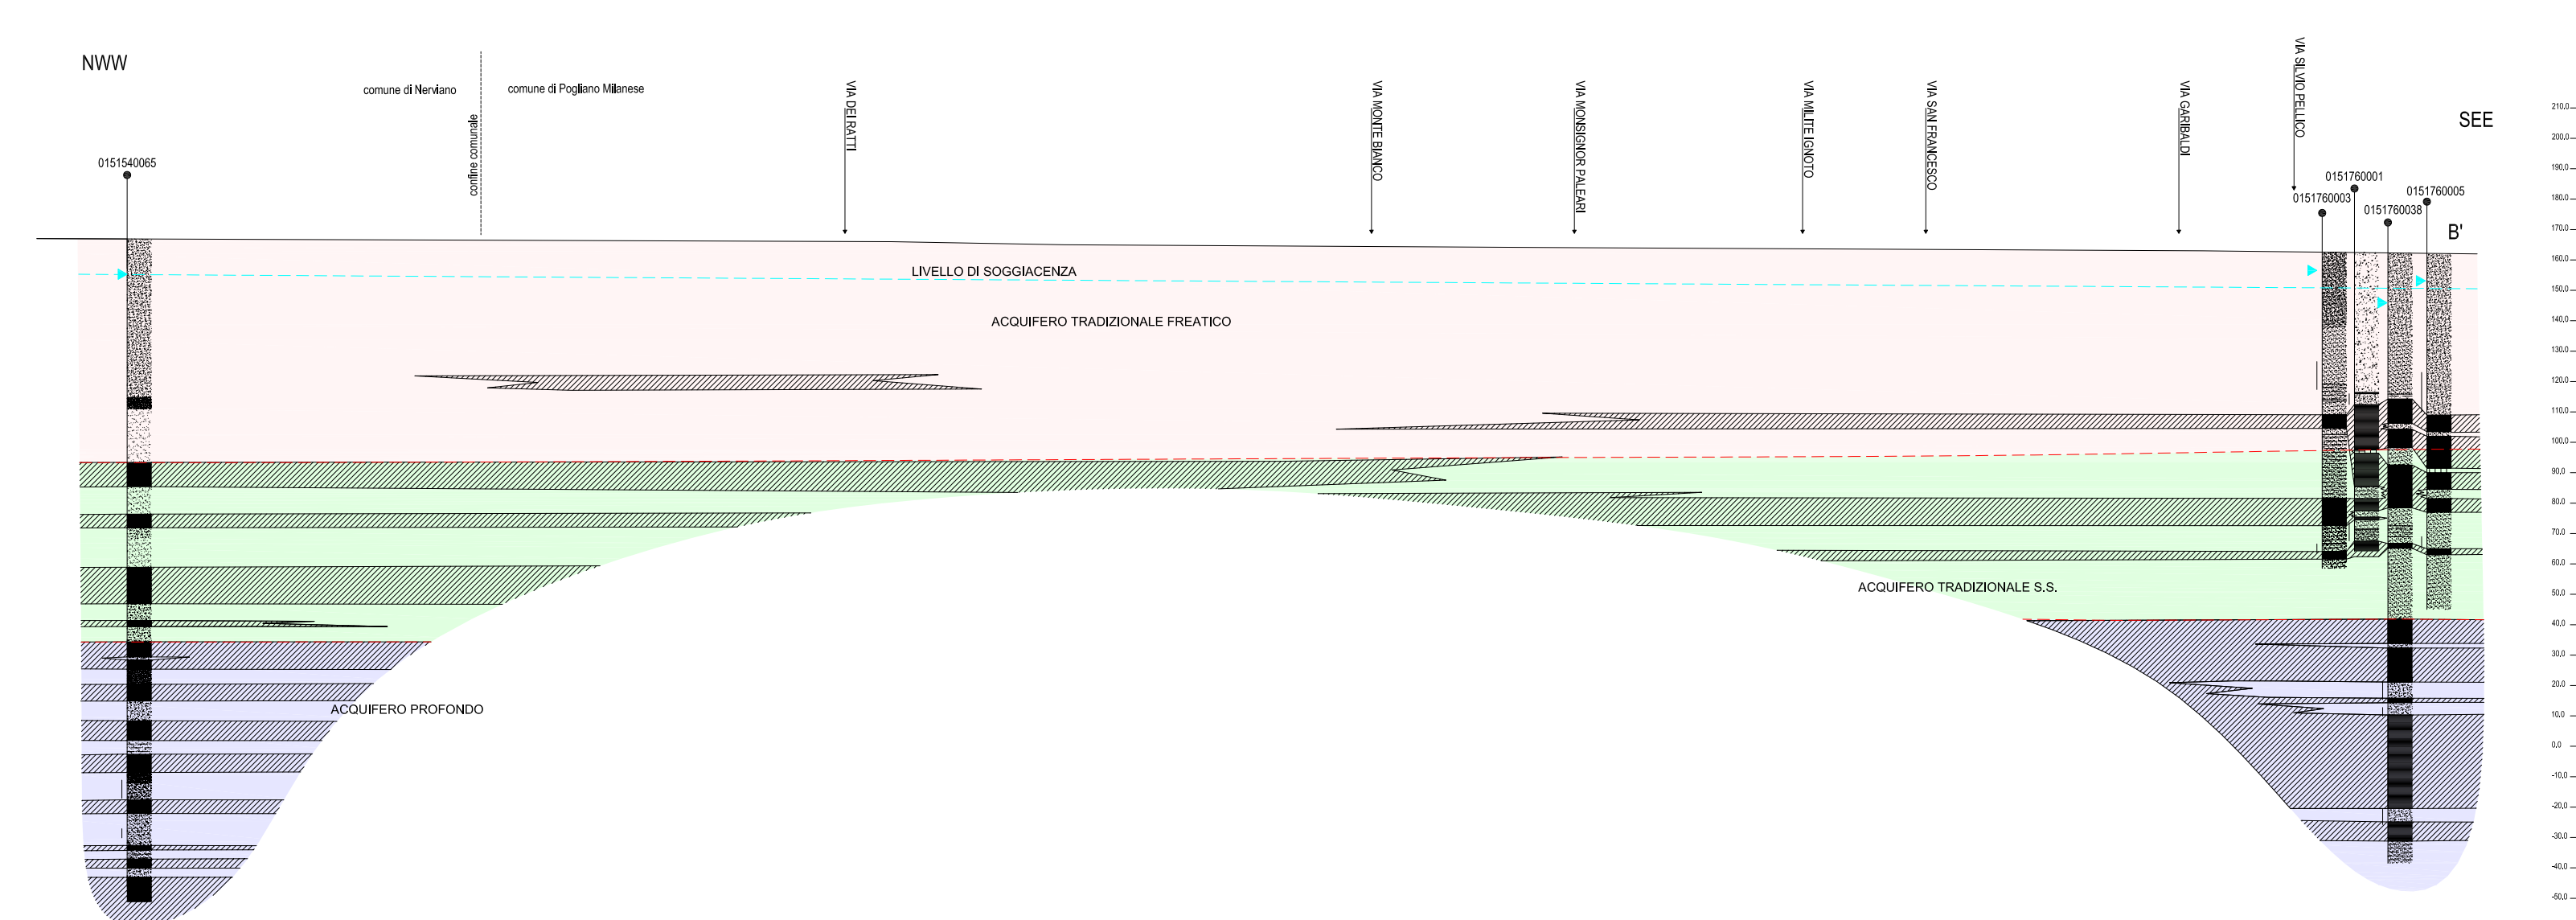 NWW
comune di Nerviano
comune di Pogliano Milanese
confine comunale
VIA DEI RATTI
VIA MONTE BIANCO
VIA MONSIGNOR PALEARI
VIA MILITE IGNOTO
VIA SAN FRANCESCO
VIA GARIBALDI
VIA SILVIO PELLICO
SEE
0151540065
0151760001
0151760003
0151760038
0151760005
B'
LIVELLO DI SOGGIACENZA
ACQUIFERO TRADIZIONALE FREATICO
ACQUIFERO TRADIZIONALE S.S.
ACQUIFERO PROFONDO
210.0
200.0
190.0
180.0
170.0
160.0
150.0
140.0
130.0
120.0
110.0
100.0
90.0
80.0
70.0
60.0
50.0
40.0
30.0
20.0
10.0
0.0
-10.0
-20.0
-30.0
-40.0
-50.0